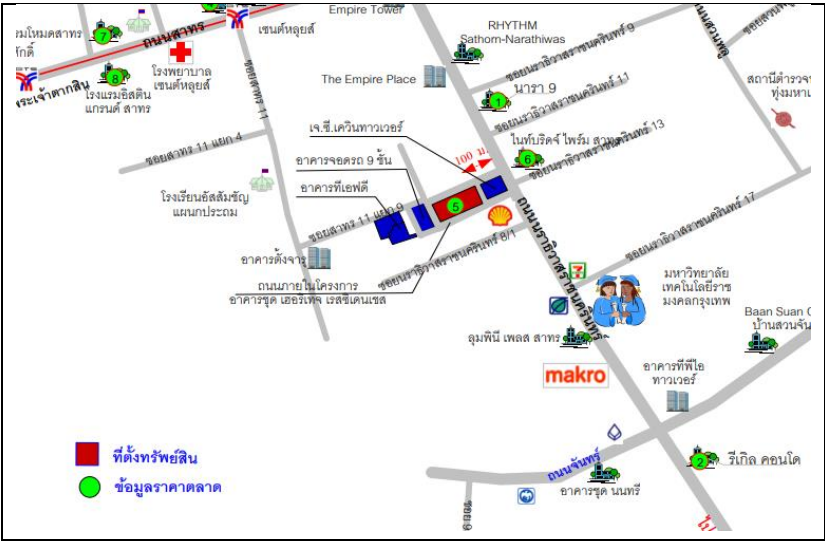 Empire Tower
RHYTHM
Sathorn-Narathiwas
เซนต์หลุยส์
ถนนสาทร
7
8
โรงพยาบาล
เซนต์หลุยส์
โรงแรมอีสติน
แกรนด์ สาทร
ซอยสาทร 11
The Empire Place
ซอยนราธิวาสราชนครินทร์ 9
ถนนสวนพลู
1
นารา 9
ซอยนราธิวาสราชนครินทร์ 11
เจ.ซี.เควินทาวเวอร์
100 ม.
ไนท์บริดจ์ ไพร์ม สาทร
6
ซอยนราธิวาสราชนครินทร์ 13
ซอยสาทร 11 แยก 4
อาคารจอดรถ 9 ชั้น
อาคารทีเอฟดี
โรงเรียนอัสสัมชัญ
แผนกประถม
ซอยสาทร 11 แยก 9
5
ถนนนราธิวาสราชนครินทร์
ซอยนราธิวาสราชนครินทร์ 17
อาคารตั้งจารุ
ซอยนราธิวาสราชนครินทร์ 8/1
ถนนภายในโครงการ
อาคารชุด เฮอริเทจ เรสซิเดนเซส
7
มหาวิทยาลัย
เทคโนโลยีราช
มงคลกรุงเทพ
Baan Suan
บ้านสวนจัน
ลุมพินี เพลส สาทร
makro
อาคารทีพีไอ
ทาวเวอร์
ที่ตั้งทรัพย์สิน
ข้อมูลราคาตลาด
ถนนจันทร์
อาคารชุด นนทรี
2
รีเกิล คอนโด